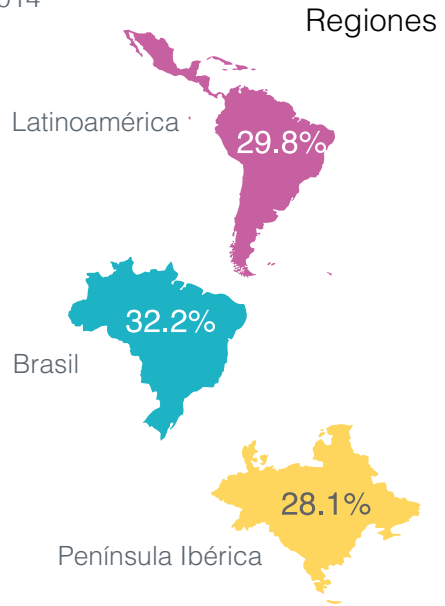 Regiones
Latinoamérica
29.8%
32.2%
Brasil
28.1%
Península Ibérica